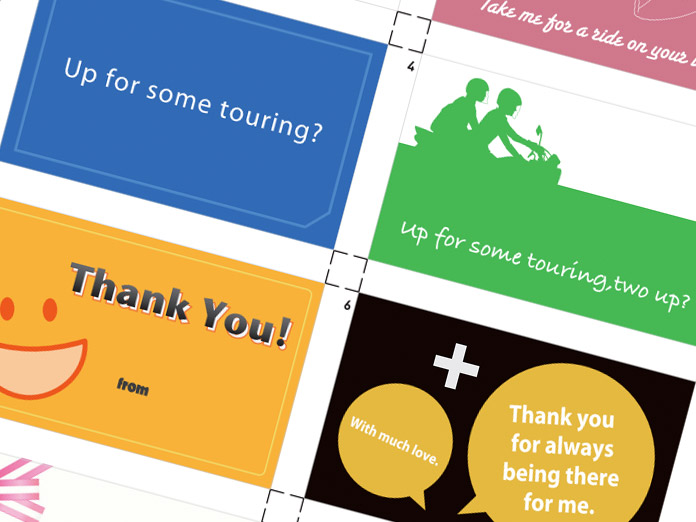 Up for some touring?
Take me for a ride on your
4
Up for some touring,two up?
Thank You!
from
6
With much love.
Thank you
for always
being there
for me.